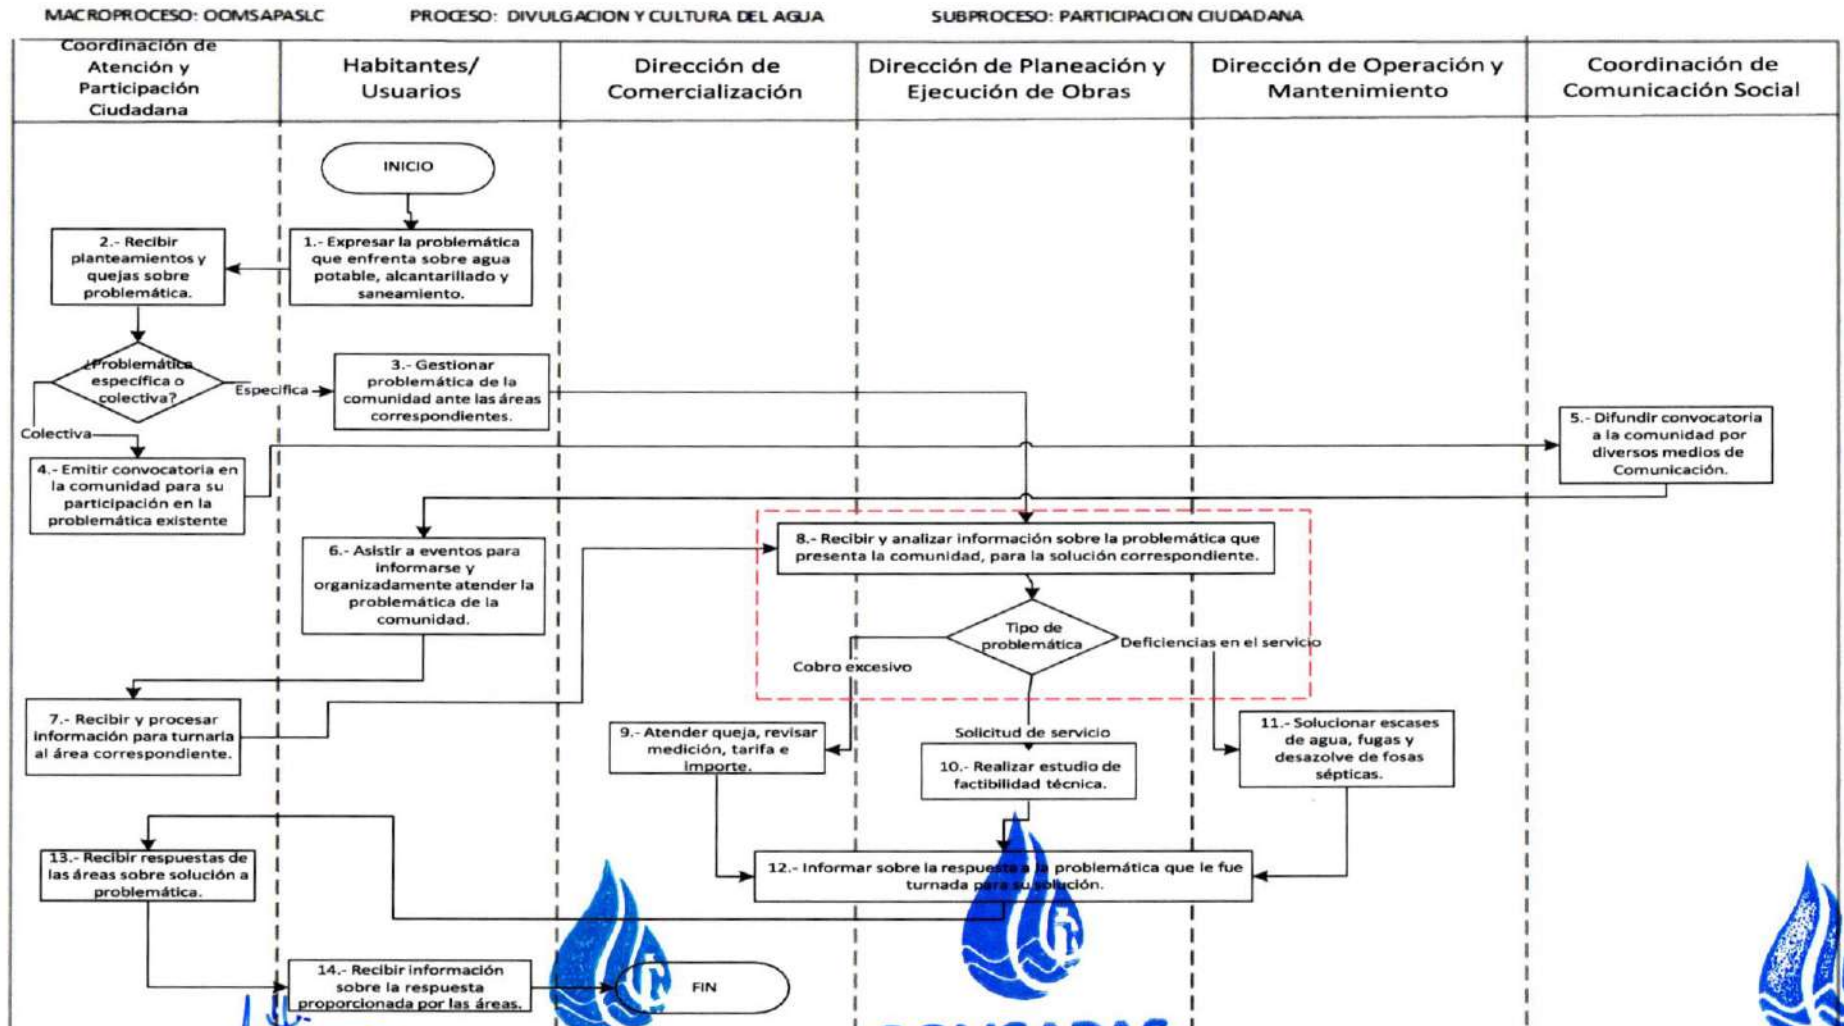 MACROPROCESO: OOMSAPASLC PROCESO: DIVULGACION Y CULTURA DEL AGUA SUBPROCESO: PARTICIPACION CIUDADANA
Coordinación de
Atención y
Participación
Ciudadana
Habitantes/
Usuarios
Dirección de
Comercialización
Dirección de Planeación y
Ejecución de Obras
Dirección de Operación y
Mantenimiento
Coordinación de
Comunicación Social
INICIO
1.- Expresar la problemática
que enfrenta sobre agua
potable, alcantarillado y
saneamiento.
2.- Recibir
planteamientos y
quejas sobre
problemática.
¿Problemática
específica o
colectiva?
Especifica
Colectiva
3.- Gestionar
problemática de la
comunidad ante las áreas
correspondientes.
4.- Emitir convocatoria en
la comunidad para su
participación en la
problemática existente
5.- Difundir convocatoria
a la comunidad por
diversos medios de
Comunicación.
6.- Asistir a eventos para
informarse y
organizadamente atender la
problemática de la
comunidad.
7.- Recibir y procesar
información para turnarla
al área correspondiente.
8.- Recibir y analizar información sobre la problemática que
presenta la comunidad, para la solución correspondiente.
Tipo de
problemática
Cobro excesivo
Deficiencias en el servicio
Solicitud de servicio
9.- Atender queja, revisar
medición, tarifa e
importe.
10.- Realizar estudio de
factibilidad técnica.
11.- Solucionar escases
de agua, fugas y
desazolve de fosas
sépticas.
12.- Informar sobre la respuesta a la problemática que le fue
turnada para su solución.
13.- Recibir respuestas de
las áreas sobre solución a
problemática.
14.- Recibir información
sobre la respuesta
proporcionada por las áreas.
FIN